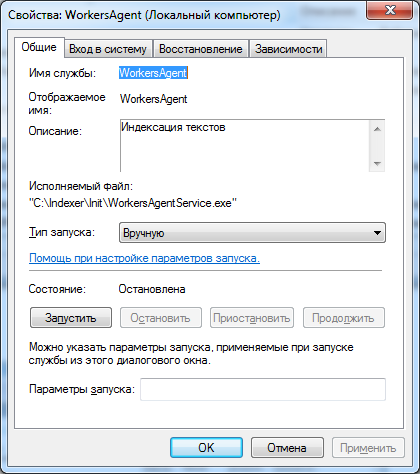 Свойства: WorkersAgent (Локальный компьютер)
Общие Вход в систему Восстановление Зависимости
Имя службы: WorkersAgent
Отображаемое имя: WorkersAgent
Описание: Индексация текстов
Исполняемый файл:
"C:\Indexer\Init\WorkersAgentService.exe"
Тип запуска: Вручную
Помощь при настройке параметров запуска.
Состояние: Остановлена
Запустить Остановить Приостановить Продолжить
Можно указать параметры запуска, применяемые при запуске
службы из этого диалогового окна.
Параметры запуска:
OK Отмена Применить